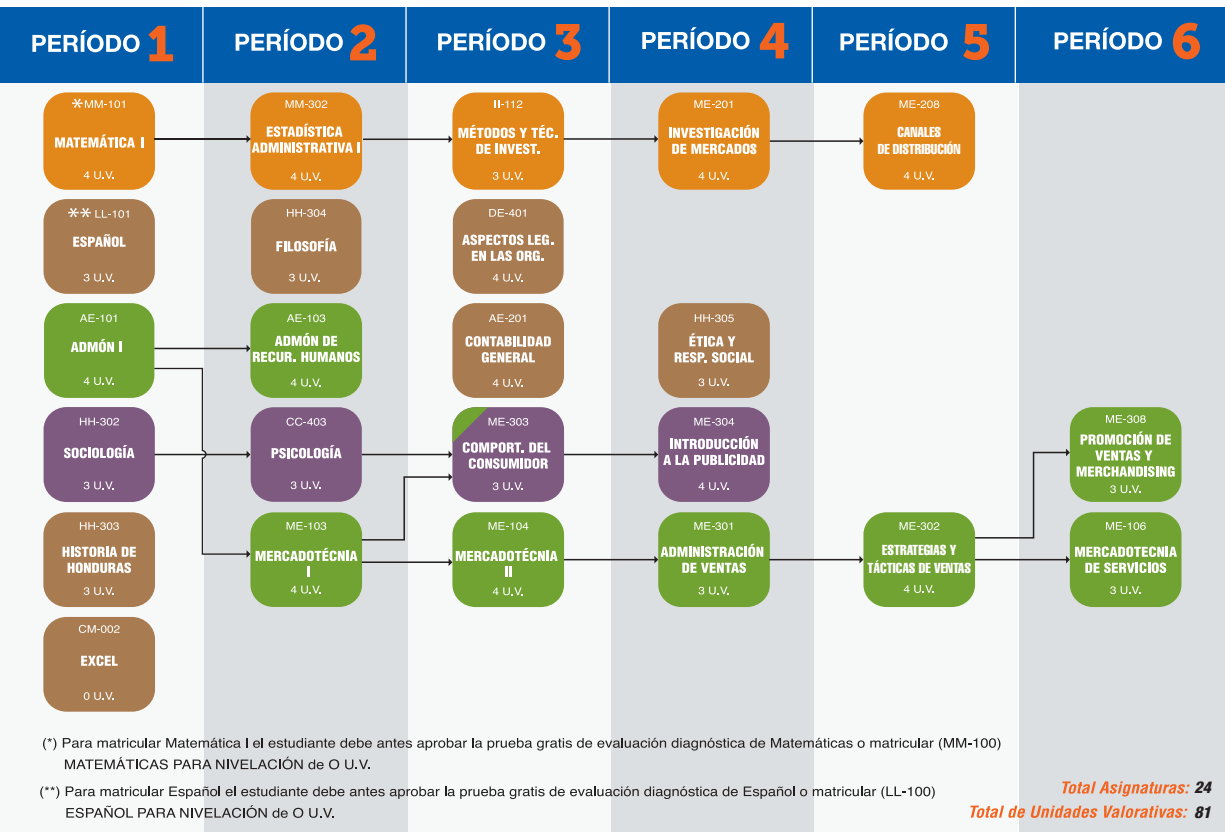 PERÍODO 1
PERÍODO 2
PERÍODO 3
PERÍODO 4
PERÍODO 5
PERÍODO 6
*MM-101
MATEMÁTICA I
4 U.V.
MM-302
ESTADÍSTICA
ADMINISTRATIVA I
4 U.V.
II-112
MÉTODOS Y TÉC.
DE INVEST.
3 U.V.
ME-201
INVESTIGACIÓN
DE MERCADOS
4 U.V.
ME-208
CANALES
DE DISTRIBUCIÓN
4 U.V.
** LL-101
ESPAÑOL
3 U.V.
HH-304
FILOSOFÍA
3 U.V.
DE-401
ASPECTOS LEG.
EN LAS ORG.
4 U.V.
AE-101
ADMÓN I
4 U.V.
AE-103
ADMÓN DE
RECUR. HUMANOS
4 U.V.
AE-201
CONTABILIDAD
GENERAL
4 U.V.
HH-305
ÉTICA Y
RESP. SOCIAL
3 U.V.
HH-302
SOCIOLOGÍA
3 U.V.
CC-403
PSICOLOGÍA
3 U.V.
ME-303
COMPORT. DEL
CONSUMIDOR
3 U.V.
ME-304
INTRODUCCIÓN
A LA PUBLICIDAD
4 U.V.
ME-308
PROMOCIÓN DE
VENTAS Y
MERCHANDISING
3 U.V.
HH-303
HISTORIA DE
HONDURAS
3 U.V.
ME-103
MERCADOTÉCNIA
I
4 U.V.
ME-104
MERCADOTÉCNIA
II
4 U.V.
ME-301
ADMINISTRACIÓN
DE VENTAS
3 U.V.
ME-302
ESTRATEGIAS Y
TÁCTICAS DE VENTAS
4 U.V.
ME-106
MERCADOTECNIA
DE SERVICIOS
3 U.V.
CM-002
EXCEL
0 U.V.
(*) Para matricular Matemática I el estudiante debe antes aprobar la prueba gratis de evaluación diagnóstica de Matemáticas o matricular (MM-100)
MATEMÁTICAS PARA NIVELACIÓN de O U.V.
(**) Para matricular Español el estudiante debe antes aprobar la prueba gratis de evaluación diagnóstica de Español o matricular (LL-100)
ESPAÑOL PARA NIVELACIÓN de O U.V.
Total Asignaturas: 24
Total de Unidades Valorativas: 81